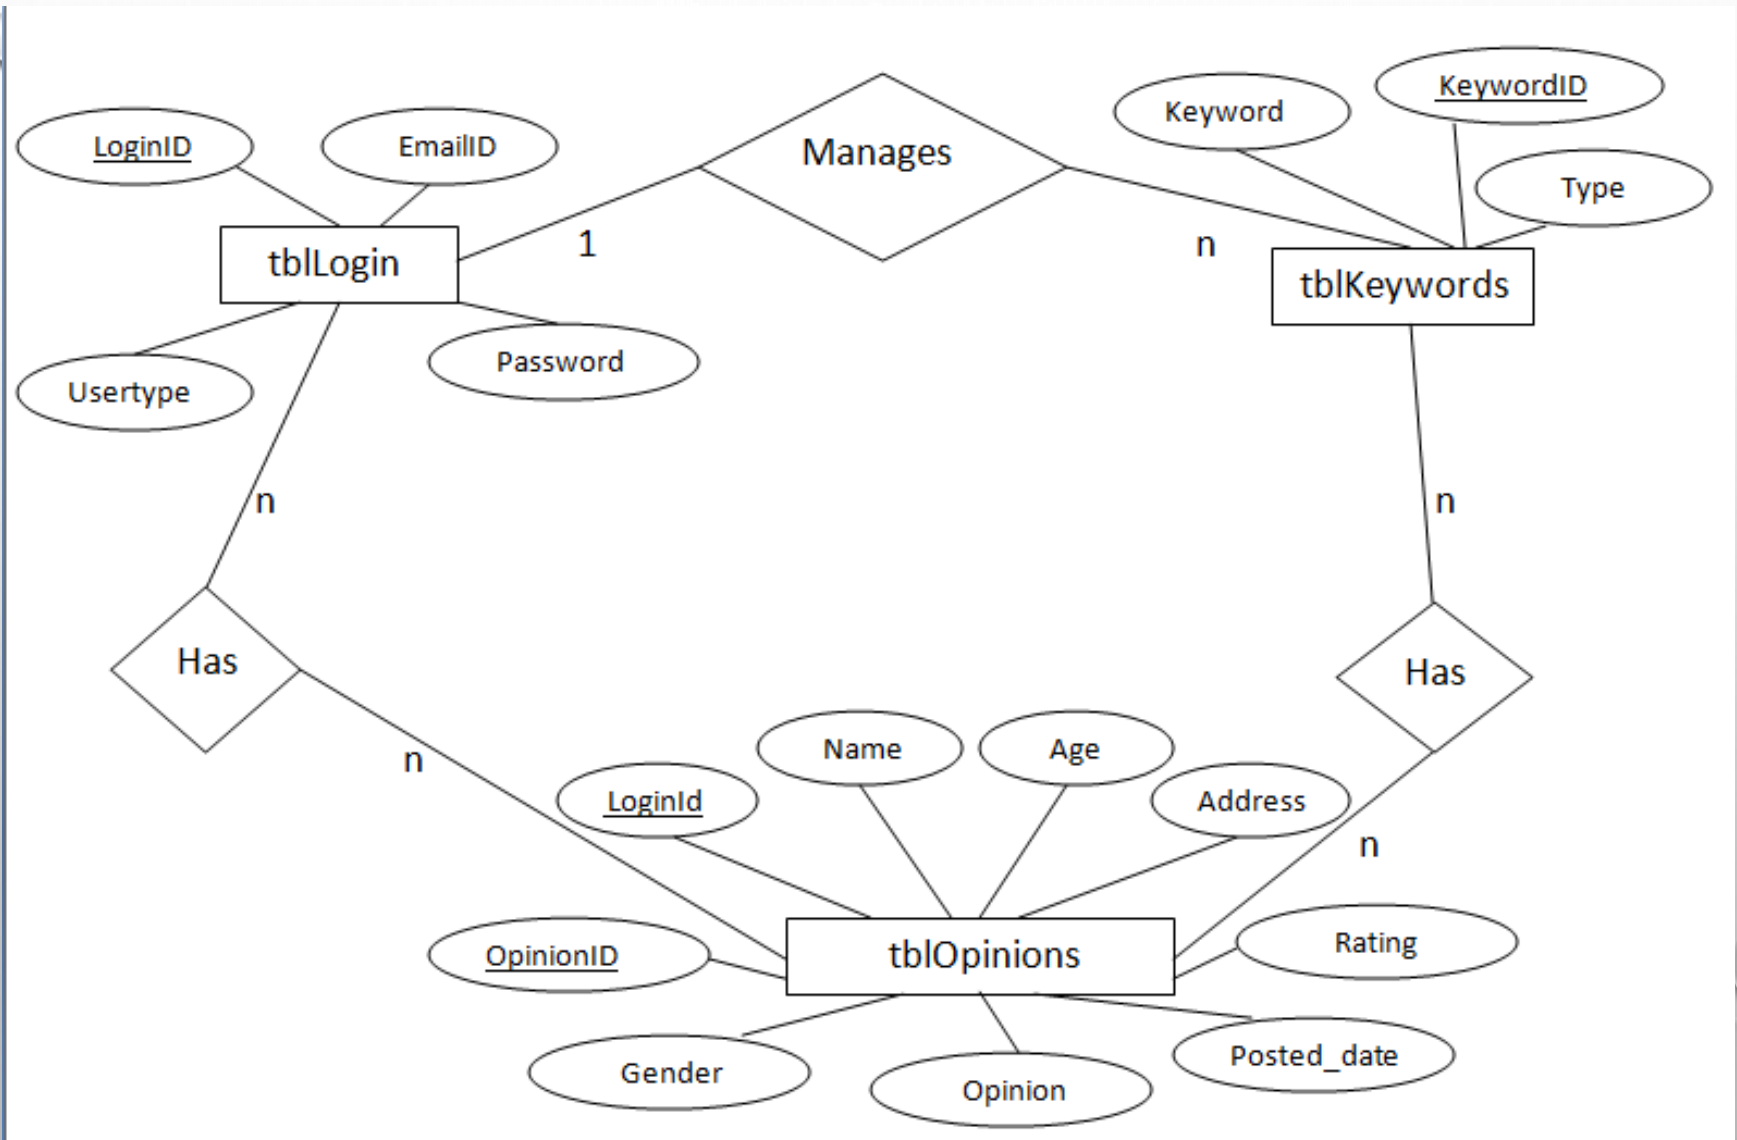 KeywordID
Keyword
LoginID
EmailID
Manages
Type
1
n
tblLogin
tblKeywords
Password
Usertype
n
n
Has
Has
Name
Age
n
LoginId
Address
n
Rating
OpinionID
tblOpinions
Posted_date
Gender
Opinion